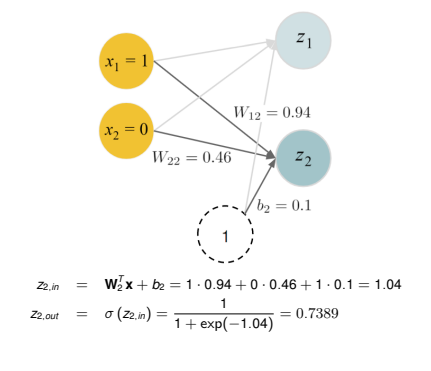 z₁
x₁ = 1
W₁₂ = 0.94
x₂ = 0
z₂
W₂₂ = 0.46
b₂ = 0.1
1
z₂,ᵢₙ = W₂ᵀx + b₂ = 1 · 0.94 + 0 · 0.46 + 1 · 0.1 = 1.04
z₂,ₒᵤₜ = σ (z₂,ᵢₙ) = 1 / (1 + exp(−1.04)) = 0.7389